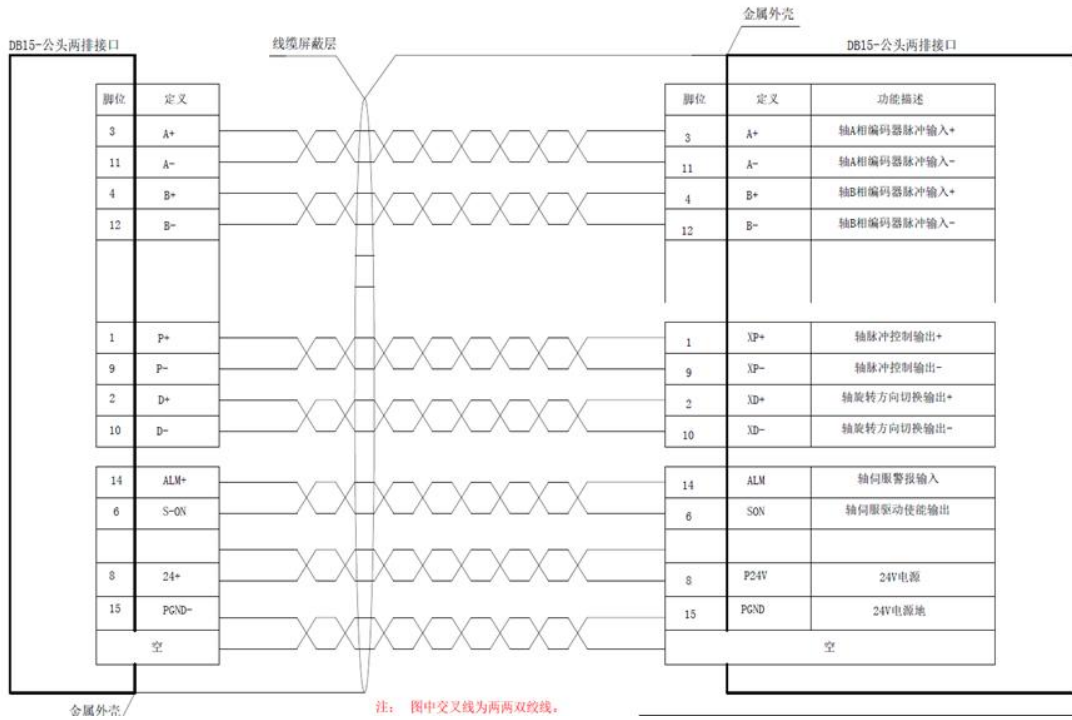 金属外壳
DB15-公头两排接口
线缆屏蔽层
DB15-公头两排接口
脚位 定义
脚位 定义 功能描述
3 A+
3 A+ 轴A相编码器脉冲输入+
11 A-
11 A- 轴A相编码器脉冲输入-
4 B+
4 B+ 轴B相编码器脉冲输入+
12 B-
12 B- 轴B相编码器脉冲输入-
1 P+
1 XP+ 轴脉冲控制输出+
9 P-
9 XP- 轴脉冲控制输出-
2 D+
2 XD+ 轴旋转方向切换输出+
10 D-
10 XD- 轴旋转方向切换输出-
14 ALM+
14 ALM 轴伺服警报输入
6 S-ON
6 SON 轴伺服驱动使能输出
8 24+
8 P24V 24V电源
15 PGND-
15 PGND 24V电源地
空
空
金属外壳
注: 图中交叉线为两两双绞线。